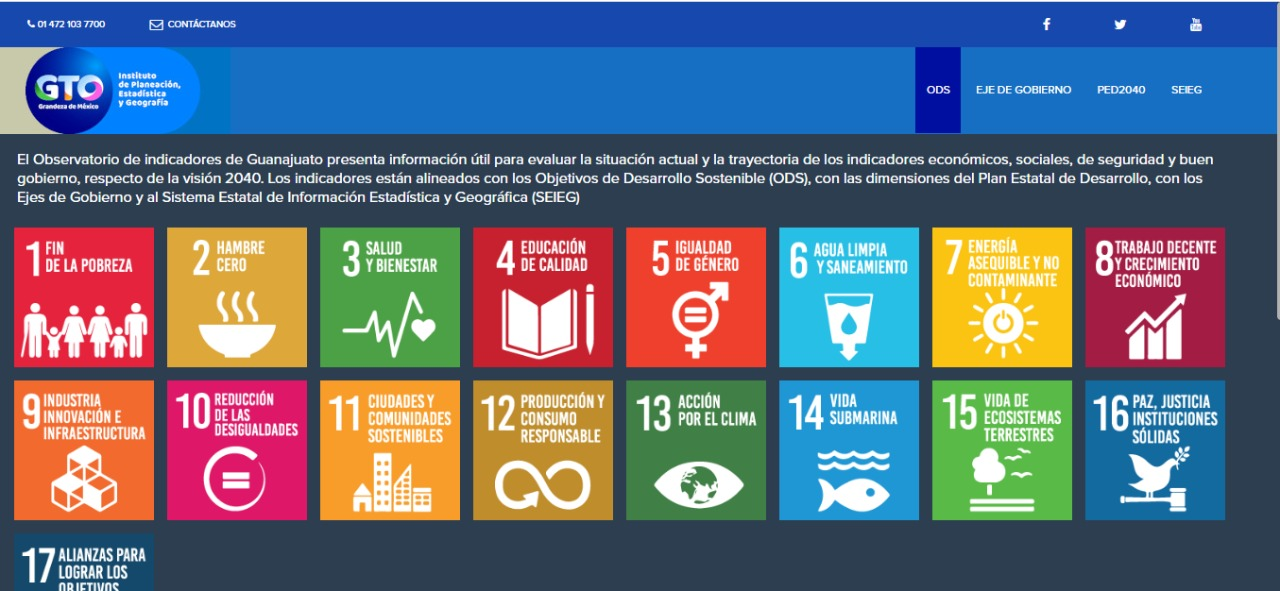 01 472 103 7700
CONTÁCTANOS
You
Tube
GTO
Grandeza de México
Instituto
de Planeación,
Estadística
y Geografía
ODS
EJE DE GOBIERNO
PED2040
SEIEG
El Observatorio de indicadores de Guanajuato presenta información útil para evaluar la situación actual y la trayectoria de los indicadores económicos, sociales, de seguridad y buen
gobierno, respecto de la visión 2040. Los indicadores están alineados con los Objetivos de Desarrollo Sostenible (ODS), con las dimensiones del Plan Estatal de Desarrollo, con los
Ejes de Gobierno y al Sistema Estatal de Información Estadística y Geográfica (SEIEG)
1 FIN
DE LA POBREZA
2 HAMBRE
CERO
3 SALUD
Y BIENESTAR
4 EDUCACIÓN
DE CALIDAD
5 IGUALDAD
DE GÉNERO
6 AGUA LIMPIA
Y SANEAMIENTO
7 ENERGÍA
ASEQUIBLE Y NO
CONTAMINANTE
8 TRABAJO DECENTE
Y CRECIMIENTO
ECONÓMICO
9 INDUSTRIA
INNOVACIÓN E
INFRAESTRUCTURA
10 REDUCCIÓN
DE LAS
DESIGUALDADES
11 CIUDADES Y
COMUNIDADES
SOSTENIBLES
12 PRODUCCIÓN Y
CONSUMO
RESPONSABLE
13 ACCIÓN
POR EL CLIMA
14 VIDA
SUBMARINA
15 VIDA DE
ECOSISTEMAS
TERRESTRES
16 PAZ, JUSTICIA
INSTITUCIONES
SÓLIDAS
17 ALIANZAS PARA
LOGRAR LOS
OBJETIVOS